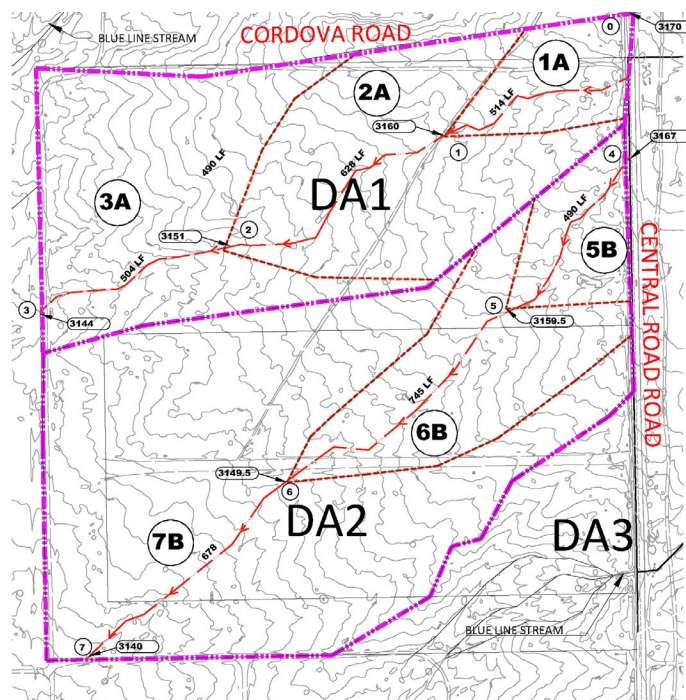 0
3170
BLUE LINE STREAM
CORDOVA ROAD
1A
2A
514 LF
3160
1
3167
4
490 LF
628 LF
DA1
3A
490 LF
2
3151
5B
504 LF
3
3144
5
3159.5
CENTRAL ROAD ROAD
745 LF
6B
3149.5
6
DA2
7B
678
DA3
BLUE LINE STREAM
7
3140